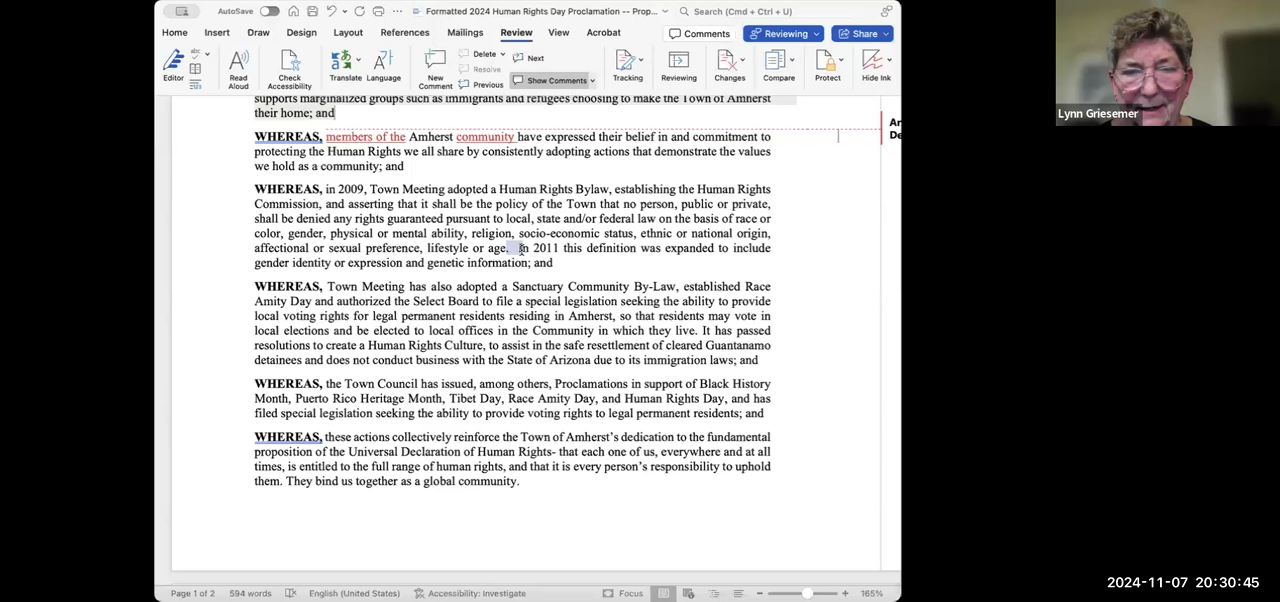 AutoSave
Formatted 2024 Human Rights Day Proclamation -- Prop...
Search (Cmd + Ctrl + U)
Home Insert Draw Design Layout References Mailings Review View Acrobat
Comments Reviewing Share
Editor
Read Aloud
Check Accessibility
Translate
Language
New Comment
Delete
Resolve
Previous
Next
Show Comments
Tracking
Reviewing
Changes
Compare
Protect
Hide Ink
supports marginalized groups such as immigrants and refugees choosing to make the Town of Amherst
their home; and
WHEREAS, members of the Amherst community have expressed their belief in and commitment to
protecting the Human Rights we all share by consistently adopting actions that demonstrate the values
we hold as a community; and
WHEREAS, in 2009, Town Meeting adopted a Human Rights Bylaw, establishing the Human Rights
Commission, and asserting that it shall be the policy of the Town that no person, public or private,
shall be denied any rights guaranteed pursuant to local, state and/or federal law on the basis of race or
color, gender, physical or mental ability, religion, socio-economic status, ethnic or national origin,
affectional or sexual preference, lifestyle or age. In 2011 this definition was expanded to include
gender identity or expression and genetic information; and
WHEREAS, Town Meeting has also adopted a Sanctuary Community By-Law, established Race
Amity Day and authorized the Select Board to file a special legislation seeking the ability to provide
local voting rights for legal permanent residents residing in Amherst, so that residents may vote in
local elections and be elected to local offices in the Community in which they live. It has passed
resolutions to create a Human Rights Culture, to assist in the safe resettlement of cleared Guantanamo
detainees and does not conduct business with the State of Arizona due to its immigration laws; and
WHEREAS, the Town Council has issued, among others, Proclamations in support of Black History
Month, Puerto Rico Heritage Month, Tibet Day, Race Amity Day, and Human Rights Day, and has
filed special legislation seeking the ability to provide voting rights to legal permanent residents; and
WHEREAS, these actions collectively reinforce the Town of Amherst's dedication to the fundamental
proposition of the Universal Declaration of Human Rights- that each one of us, everywhere and at all
times, is entitled to the full range of human rights, and that it is every person's responsibility to uphold
them. They bind us together as a global community.
Page 1 of 2 594 words English (United States) Accessibility: Investigate Focus 165%
Lynn Griesemer
2024-11-07 20:30:45